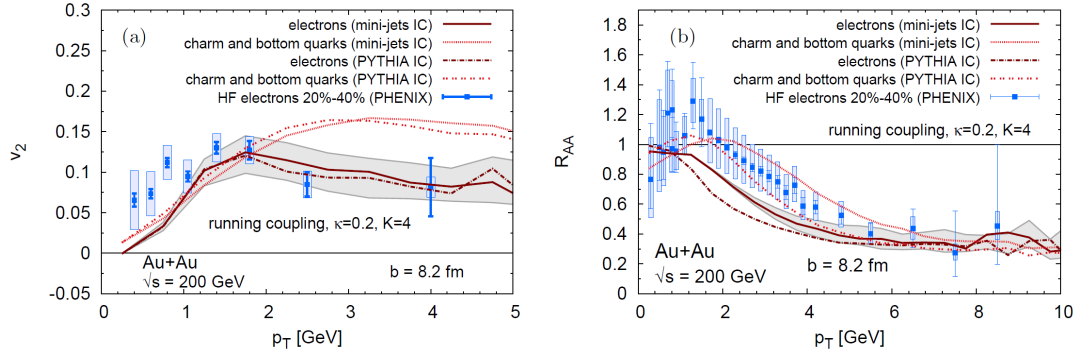 (a)
electrons (mini-jets IC)
charm and bottom quarks (mini-jets IC)
electrons (PYTHIA IC)
charm and bottom quarks (PYTHIA IC)
HF electrons 20%-40% (PHENIX)
0.3
0.25
0.2
0.15
0.1
0.05
0
-0.05
v₂
running coupling, κ=0.2, K=4
Au+Au
√s = 200 GeV
b = 8.2 fm
0 1 2 3 4 5
p_T [GeV]
(b)
electrons (mini-jets IC)
charm and bottom quarks (mini-jets IC)
electrons (PYTHIA IC)
charm and bottom quarks (PYTHIA IC)
HF electrons 20%-40% (PHENIX)
1.8
1.6
1.4
1.2
1
0.8
0.6
0.4
0.2
0
R_AA
running coupling, κ=0.2, K=4
Au+Au
√s = 200 GeV
b = 8.2 fm
0 2 4 6 8 10
p_T [GeV]